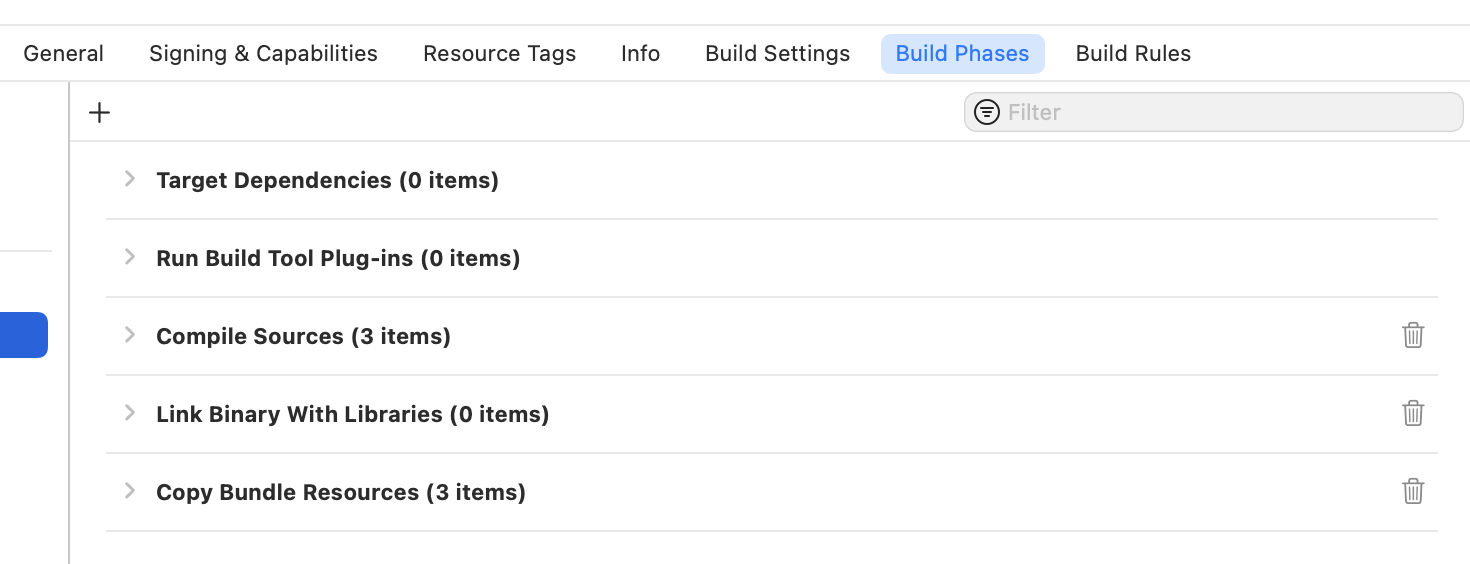 General Signing & Capabilities Resource Tags Info Build Settings Build Phases Build Rules
Filter
Target Dependencies (0 items)
Run Build Tool Plug-ins (0 items)
Compile Sources (3 items)
Link Binary With Libraries (0 items)
Copy Bundle Resources (3 items)